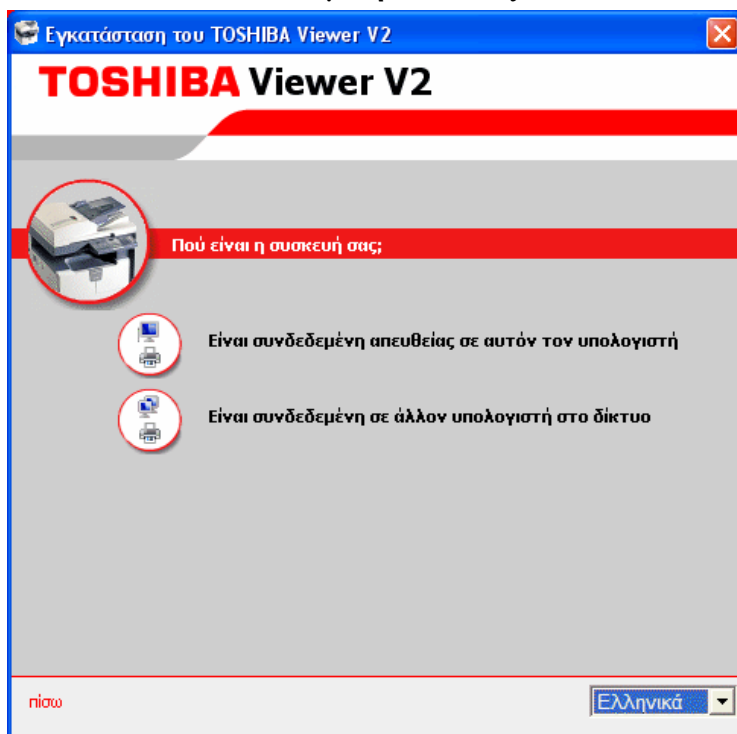 Εγκατάσταση του TOSHIBA Viewer V2
TOSHIBA Viewer V2
Πού είναι η συσκευή σας;
Είναι συνδεδεμένη απευθείας σε αυτόν τον υπολογιστή
Είναι συνδεδεμένη σε άλλον υπολογιστή στο δίκτυο
πίσω
Ελληνικά